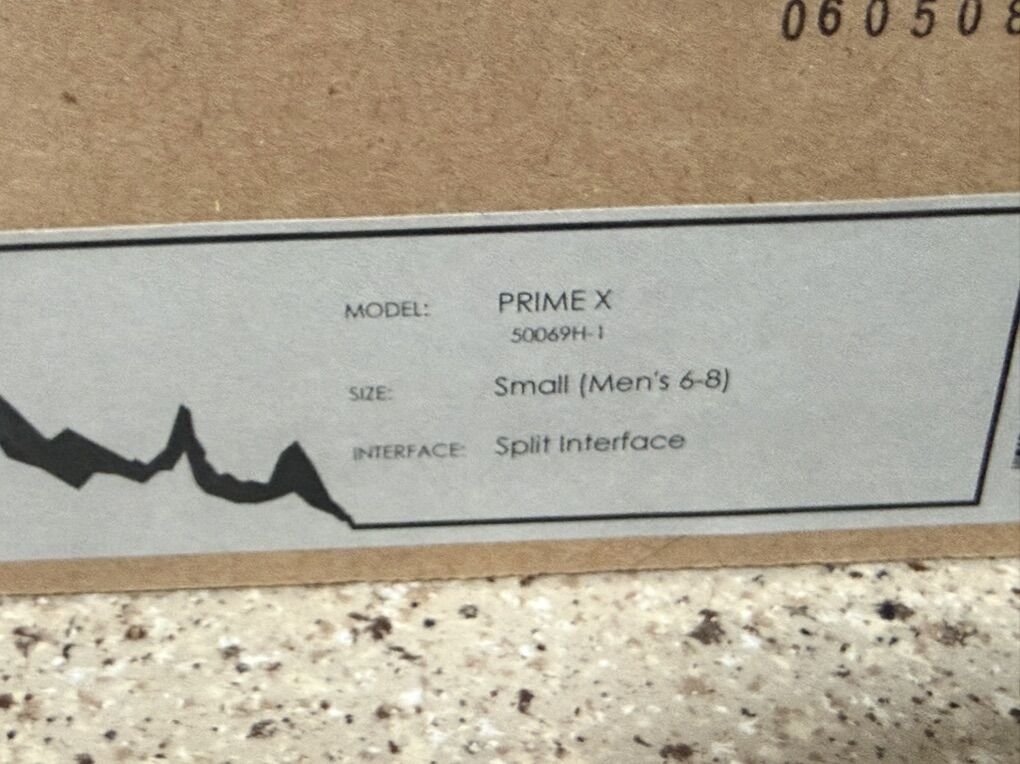 060508
MODEL: PRIME X
50069H-1
SIZE: Small (Men's 6-8)
INTERFACE: Split Interface